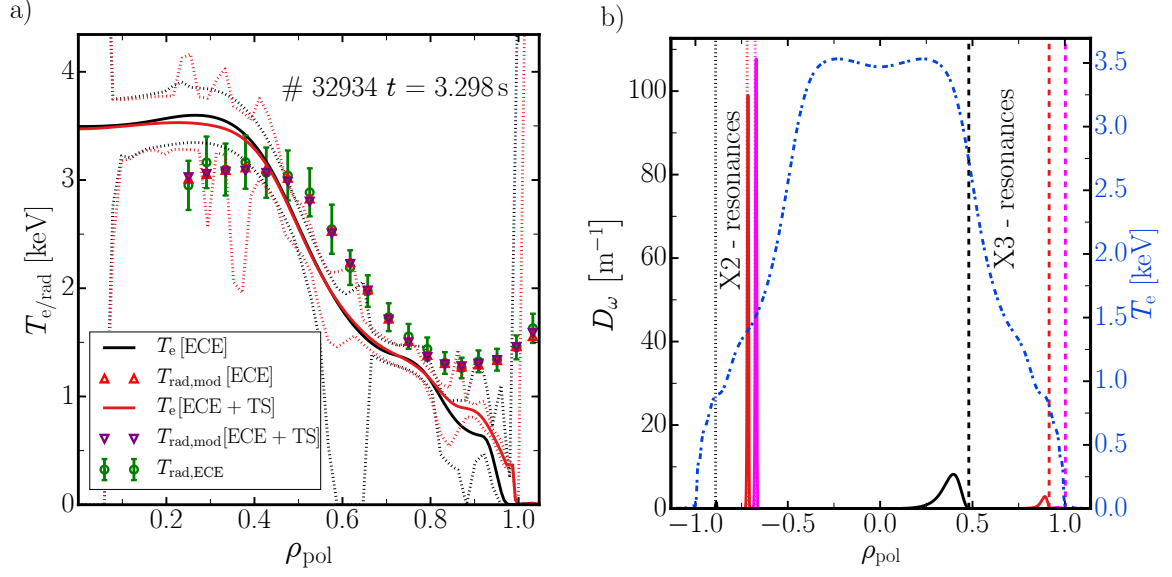 a)
# 32934 t = 3.298 s
T_e/rad [keV]
4
3
2
1
0
T_e [ECE]
T_rad,mod [ECE]
T_e [ECE + TS]
T_rad,mod [ECE + TS]
T_rad,ECE
0.2 0.4 0.6 0.8 1.0
ρ_pol
b)
D_ω [m⁻¹]
100
80
60
40
20
0
X2 - resonances
X3 - resonances
3.5
3.0
2.5
2.0
1.5
1.0
0.5
0.0
T_e [keV]
−1.0 −0.5 0.0 0.5 1.0
ρ_pol